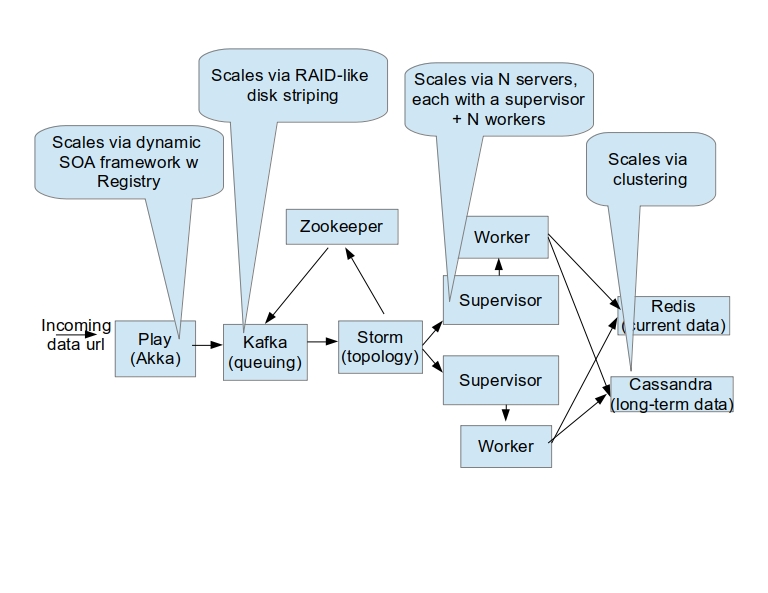 Scales via RAID-like
disk striping
Scales via N servers,
each with a supervisor
+ N workers
Scales via dynamic
SOA framework w
Registry
Scales via
clustering
Zookeeper
Worker
Supervisor
Redis
(current data)
Incoming
data url
Play
(Akka)
Kafka
(queuing)
Storm
(topology)
Supervisor
Cassandra
(long-term data)
Worker